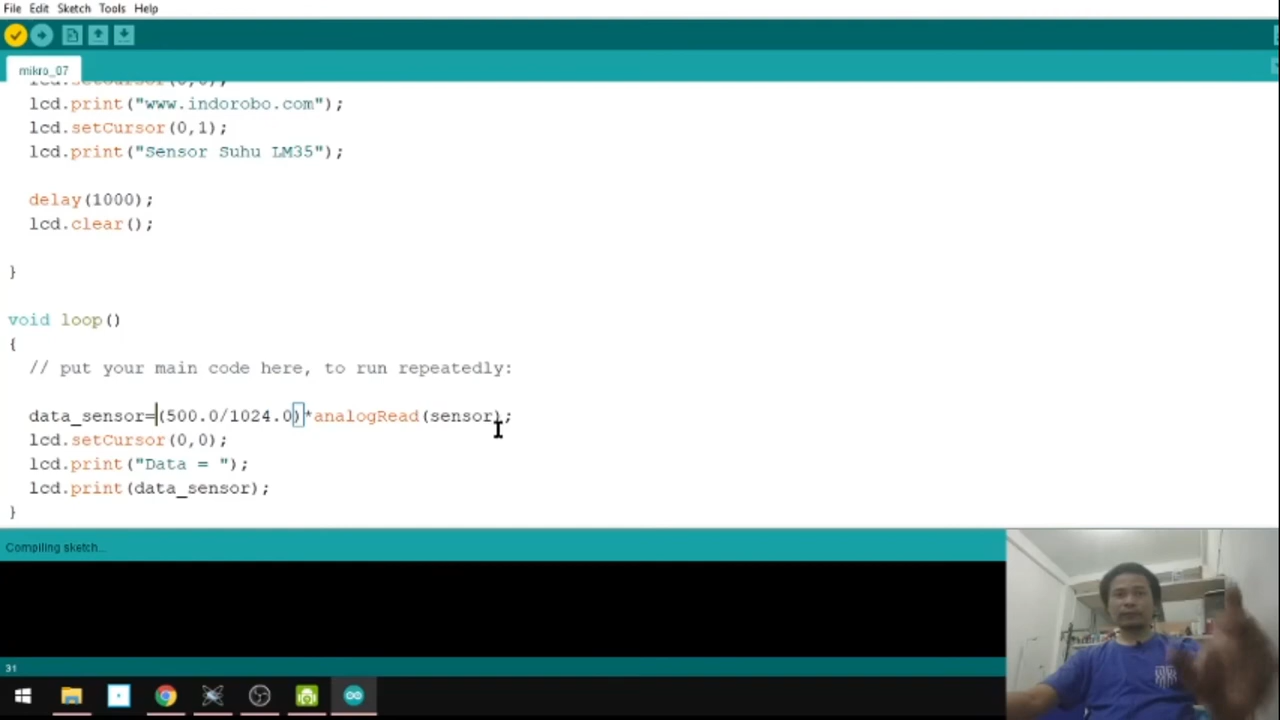 File Edit Sketch Tools Help
mikro_07
lcd.setCursor(0,0);
lcd.print("www.indorobo.com");
lcd.setCursor(0,1);
lcd.print("Sensor Suhu LM35");
delay(1000);
lcd.clear();
}
void loop()
{
// put your main code here, to run repeatedly:
data_sensor=(500.0/1024.0)*analogRead(sensor);
lcd.setCursor(0,0);
lcd.print("Data = ");
lcd.print(data_sensor);
}
Compiling sketch...
31